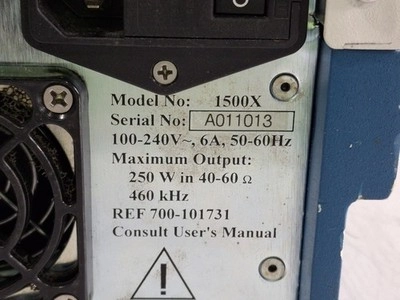 Model No: 1500X
Serial No: A011013
100-240V~, 6A, 50-60Hz
Maximum Output:
250 W in 40-60 Ω
460 kHz
REF 700-101731
Consult User's Manual